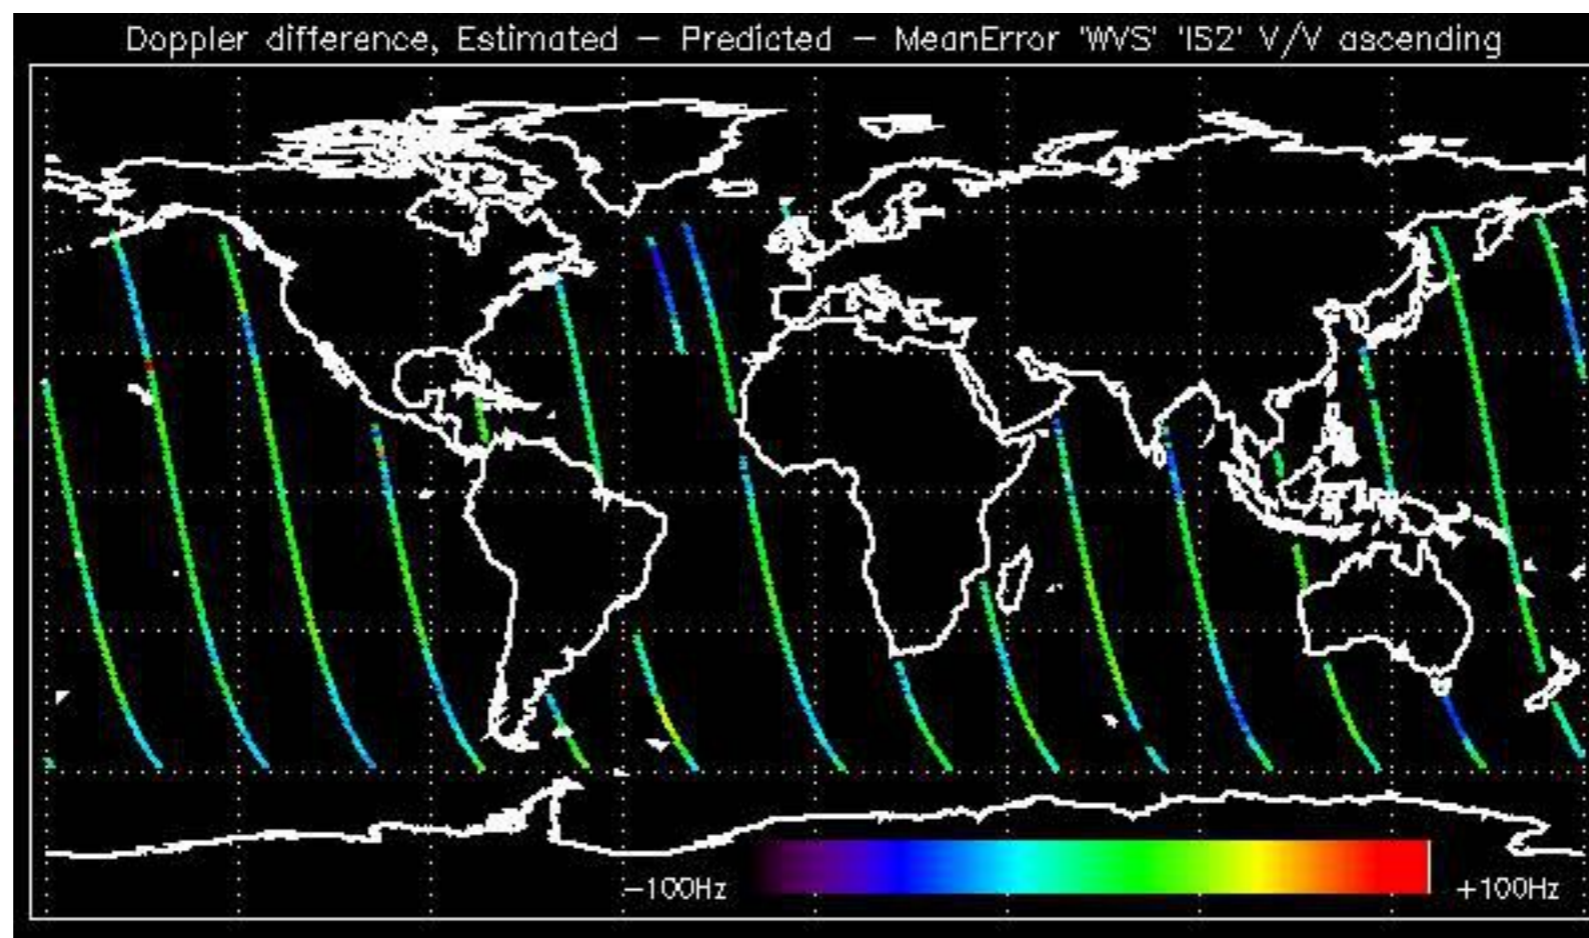 Doppler difference, Estimated – Predicted – MeanError 'WVS' 'IS2' V/V ascending
–100Hz +100Hz